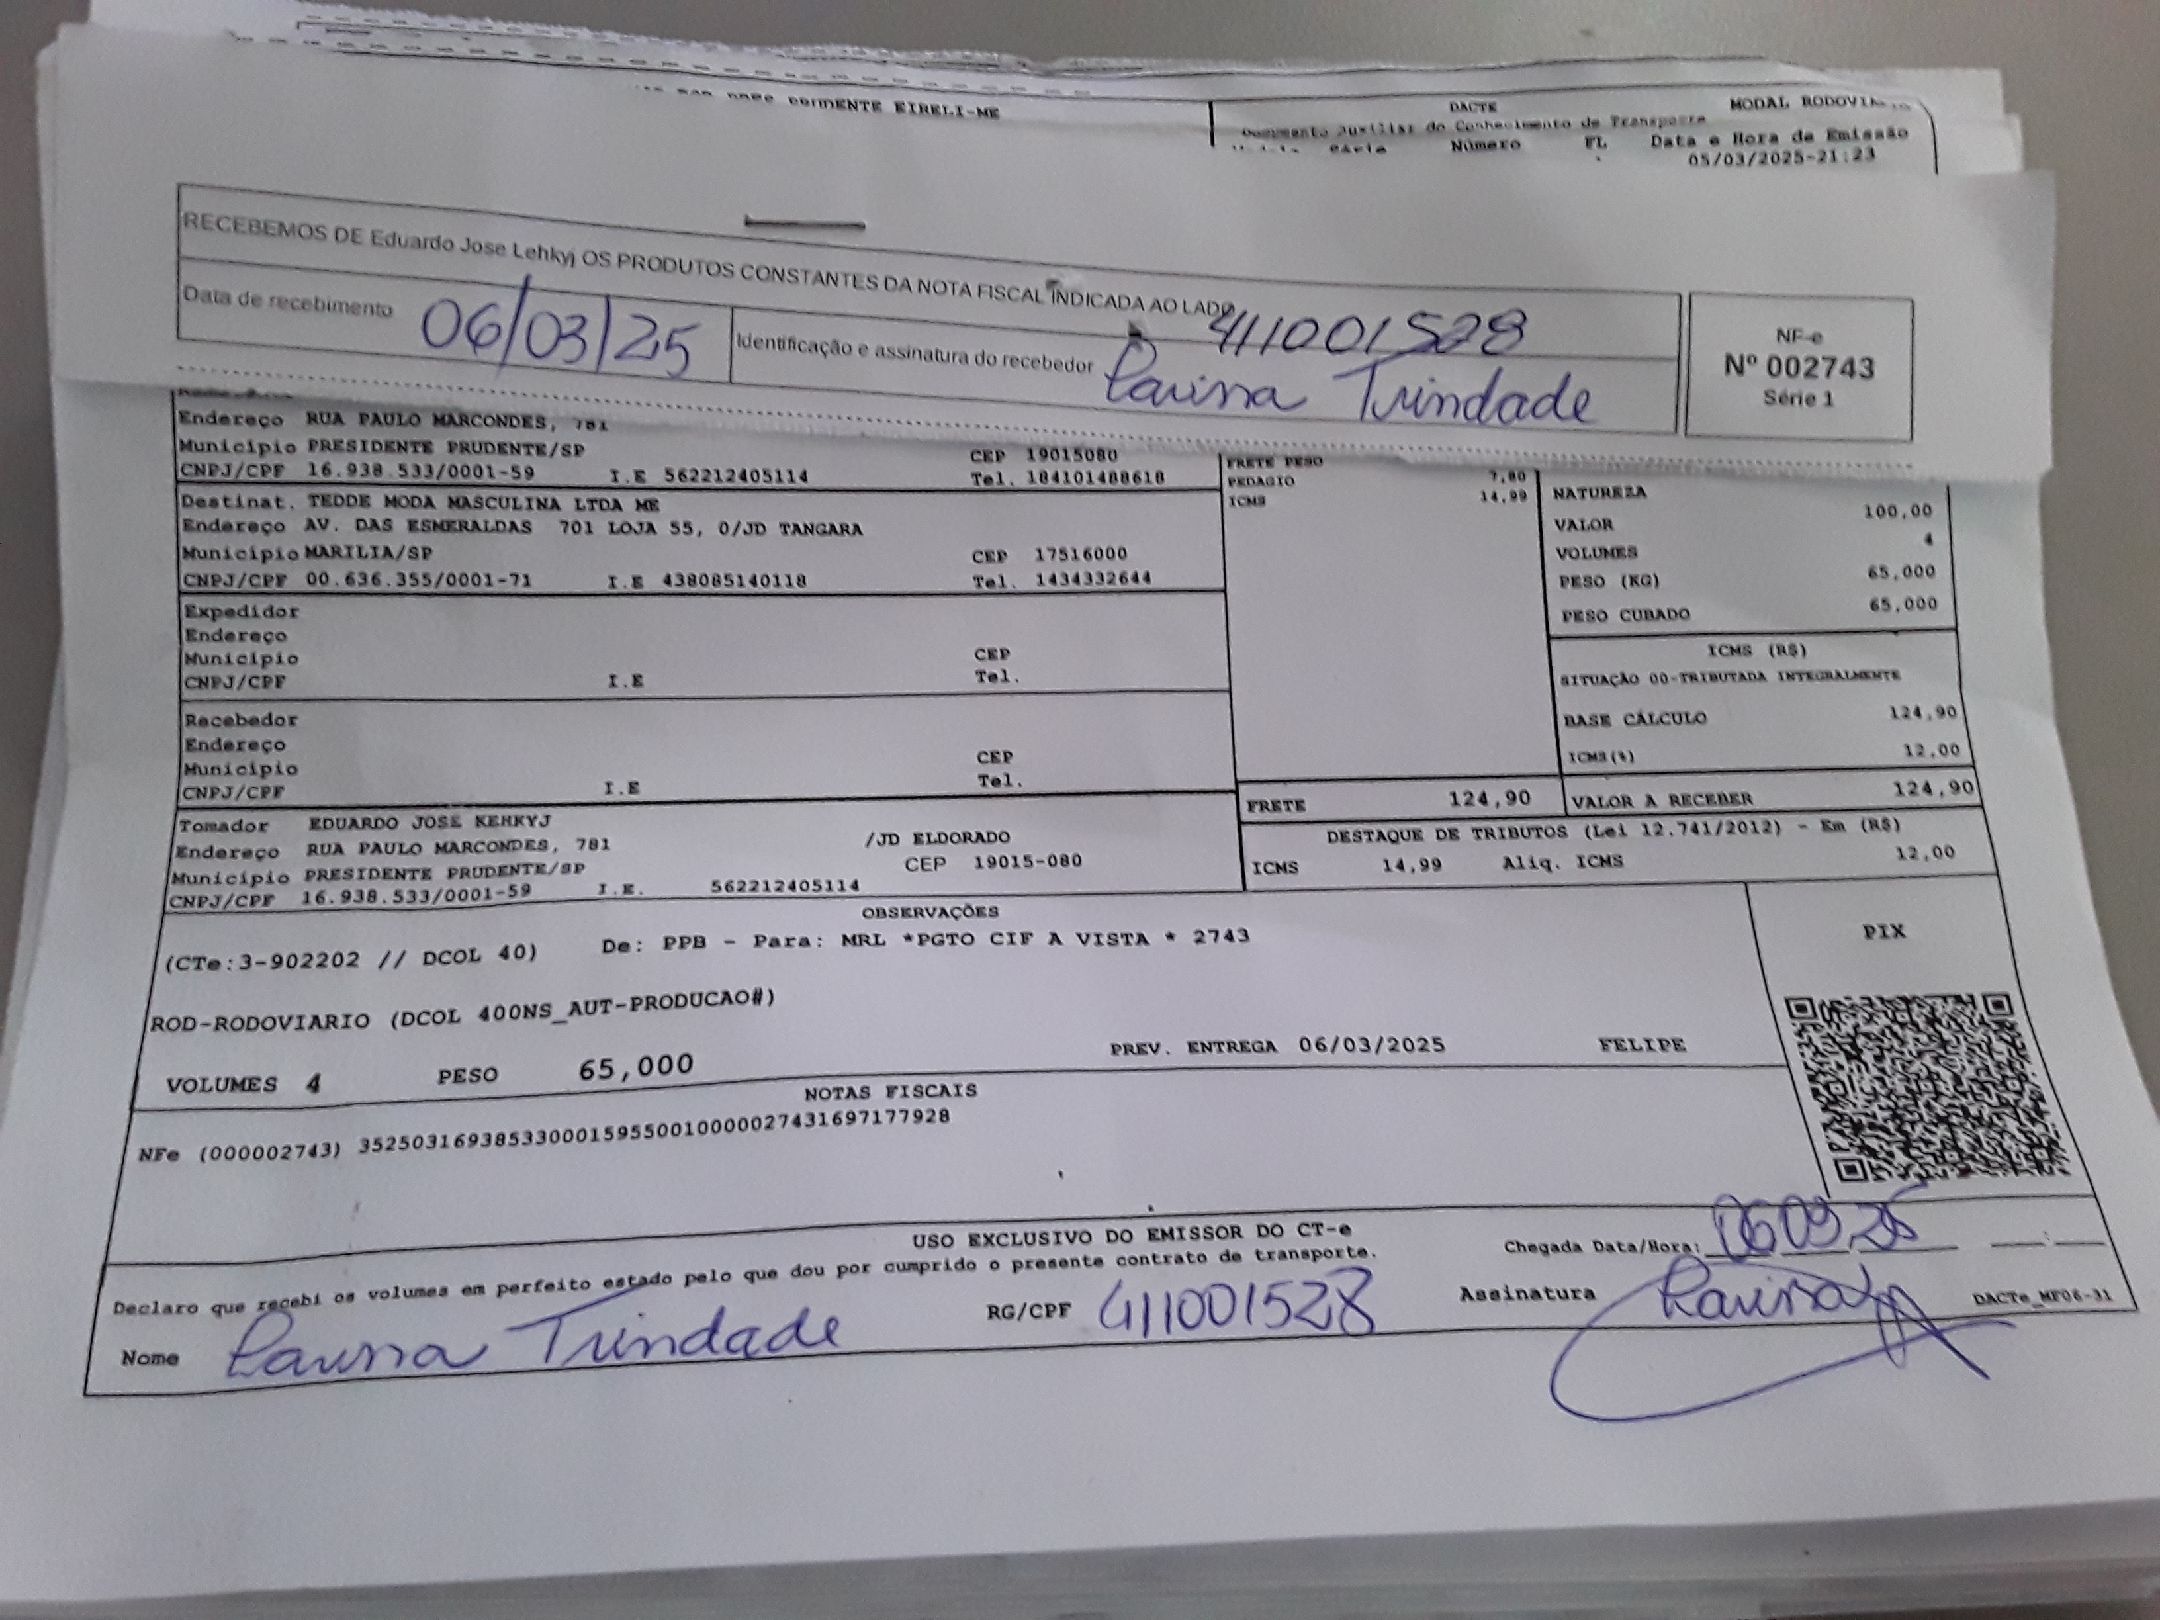 EIRELI-ME
DACTE
MODAL
Documento Auxiliar do Conhecimento de Transporte
Número FL Data e Hora de Emissão
05/03/2025-21:23
RECEBEMOS DE Eduardo Jose Lehkyj OS PRODUTOS CONSTANTES DA NOTA FISCAL INDICADA AO LADO
Data de recebimento 06/03/25
Identificação e assinatura do recebedor 411001528
Trindade
NF-e
Nº 002743
Série 1
Endereço RUA PAULO MARCONDES, 781
Município PRESIDENTE PRUDENTE/SP CEP 19015080
CNPJ/CPF 16.938.533/0001-59 I.E 562212405114 Tel. 184101488618
Destinat. TEDDE MODA MASCULINA LTDA ME
Endereço AV. DAS ESMERALDAS 701 LOJA 55, 0/JD TANGARA
Município MARILIA/SP CEP 17516000
CNPJ/CPF 00.636.355/0001-71 I.E 438085140118 Tel. 1434332644
Expedidor
Endereço
Município CEP
CNPJ/CPF I.E Tel.
Recebedor
Endereço
Município CEP
CNPJ/CPF I.E Tel.
Tomador EDUARDO JOSE KEHKYJ
Endereço RUA PAULO MARCONDES, 781 /JD ELDORADO
Município PRESIDENTE PRUDENTE/SP CEP 19015-080
CNPJ/CPF 16.938.533/0001-59 I.E. 562212405114
FRETE PESO
PEDAGIO 7,80
ICMS 14,99
NATUREZA
VALOR 100,00
VOLUMES 4
PESO (KG) 65,000
PESO CUBADO 65,000
ICMS (R$)
SITUAÇÃO 00-TRIBUTADA INTEGRALMENTE
BASE CÁLCULO 124,90
ICMS(%) 12,00
FRETE 124,90 VALOR A RECEBER 124,90
DESTAQUE DE TRIBUTOS (Lei 12.741/2012) - Em (R$)
ICMS 14,99 Aliq. ICMS 12,00
OBSERVAÇÕES
(CTe:3-902202 // DCOL 40) De: PPB - Para: MRL *PGTO CIF A VISTA * 2743
ROD-RODOVIARIO (DCOL 400NS_AUT-PRODUCAO#)
VOLUMES 4 PESO 65,000 PREV. ENTREGA 06/03/2025 FELIPE
PIX
NOTAS FISCAIS
NFe (000002743) 35250316938533000159550010000027431697177928
USO EXCLUSIVO DO EMISSOR DO CT-e
Declaro que recebi os volumes em perfeito estado pelo que dou por cumprido o presente contrato de transporte.
Chegada Data/Hora:
Nome Trindade RG/CPF 411001528 Assinatura
DACTe_MF06-31